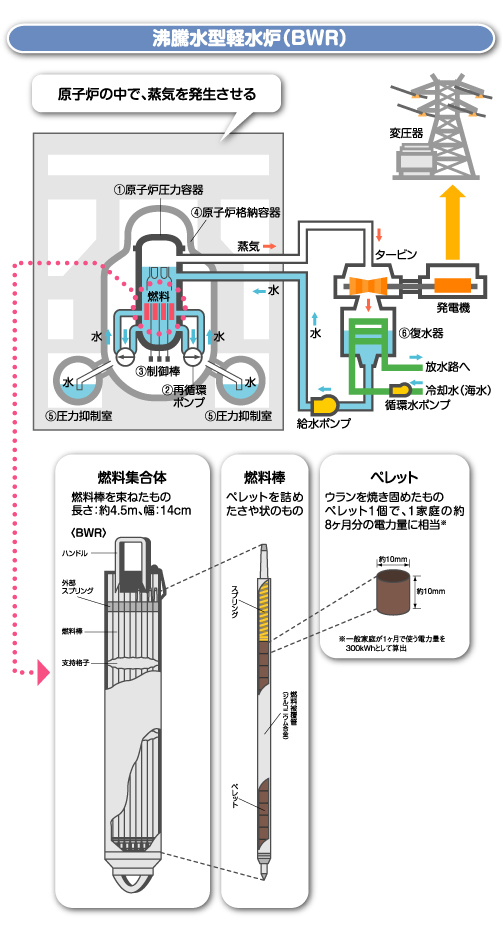 沸騰水型軽水炉（BWR）
原子炉の中で、蒸気を発生させる
変圧器
①原子炉圧力容器
④原子炉格納容器
蒸気
タービン
燃料
水
発電機
水
水
水
⑥復水器
③制御棒
放水路へ
水
水
②再循環
ポンプ
冷却水（海水）
循環水ポンプ
⑤圧力抑制室
⑤圧力抑制室
給水ポンプ
燃料集合体
燃料棒を束ねたもの
長さ：約4.5m、幅：14cm
〈BWR〉
ハンドル
外部
スプリング
燃料棒
支持格子
燃料棒
ペレットを詰め
たさや状のもの
スプリング
燃料被覆管
（ジルコニウム合金）
ペレット
ペレット
ウランを焼き固めたもの
ペレット1個で、1家庭の約
8ヶ月分の電力量に相当※
約10mm
約10mm
※一般家庭が1ヶ月で使う電力量を
300kWhとして算出